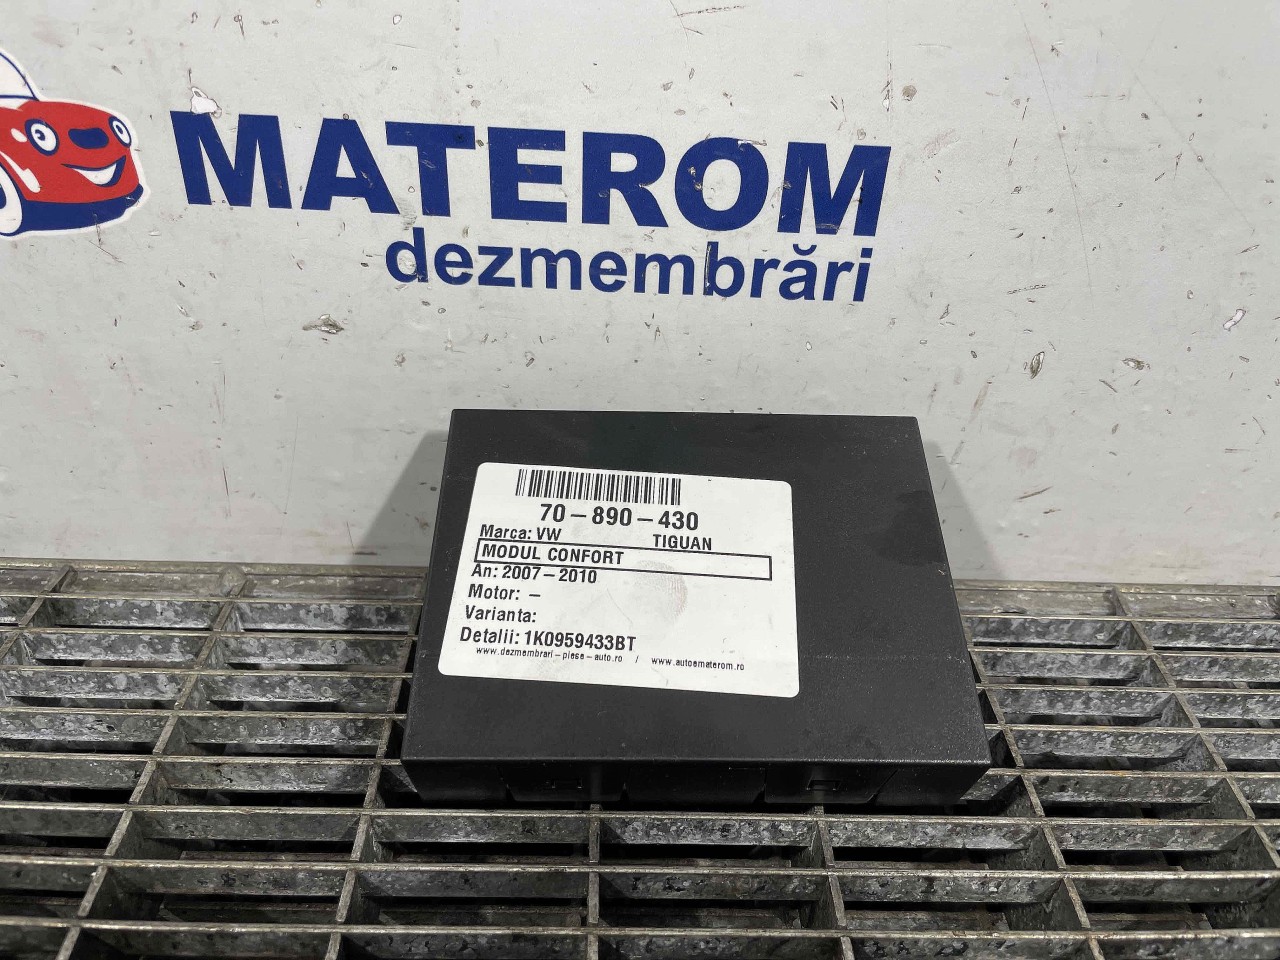 MATEROM
dezmembrări
70-890-430
Marca: VW TIGUAN
MODUL CONFORT
An: 2007-2010
Motor: -
Varianta:
Detalii: 1K0959433BT
www.dezmembrari-piese-auto.ro / www.autoematerom.ro